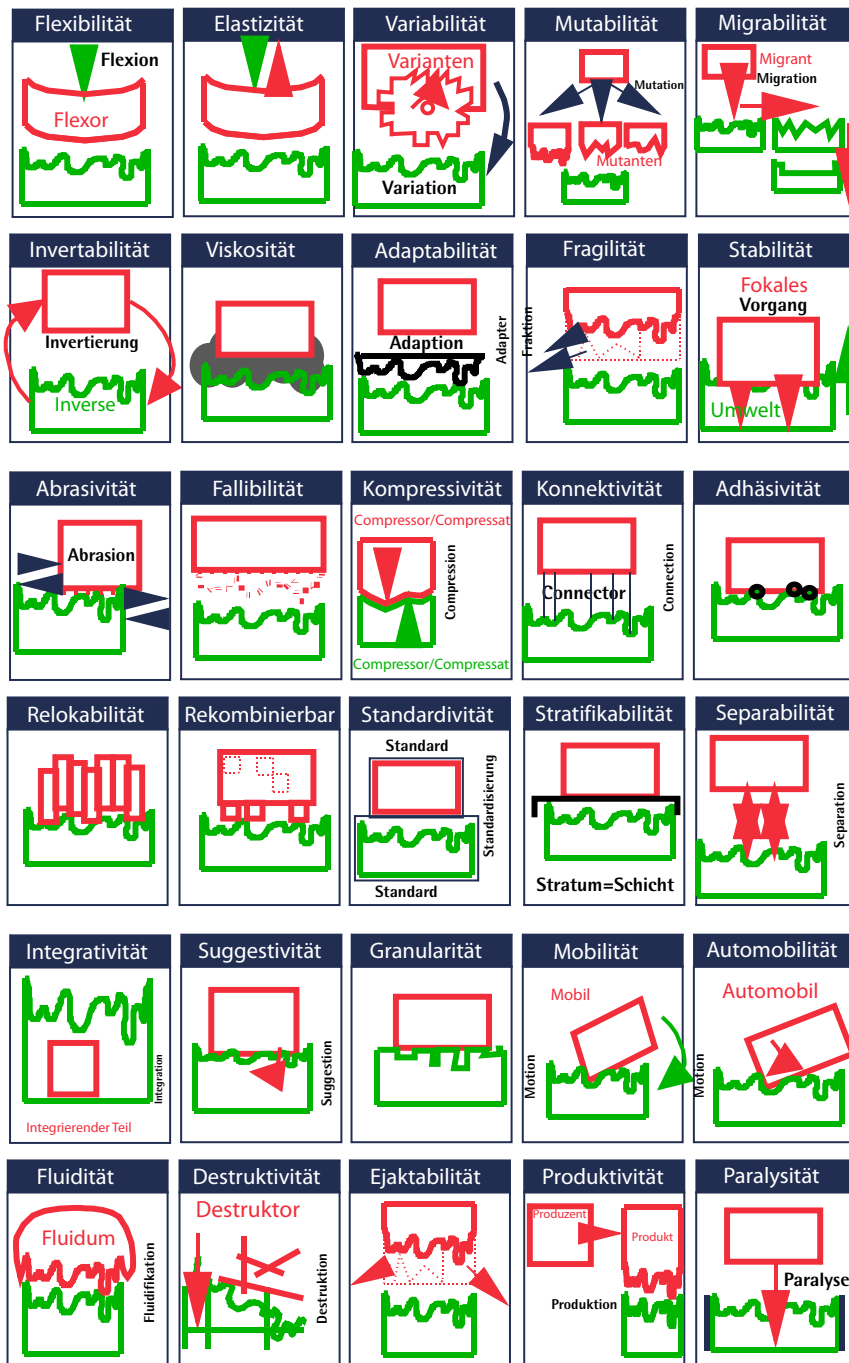 Flexibilität
Flexion
Flexor
Elastizität
Variabilität
Varianten
Variation
Mutabilität
Mutation
Mutanten
Migrabilität
Migrant
Migration
Invertabilität
Invertierung
Inverse
Viskosität
Adaptabilität
Adaption
Adapter
Fragilität
Fraktion
Stabilität
Fokales
Vorgang
Umwelt
Abrasivität
Abrasion
Fallibilität
Kompressivität
Compressor/Compressat
Compression
Compressor/Compressat
Konnektivität
Connector
Connection
Adhäsivität
Relokabilität
Rekombinierbar
Standardivität
Standard
Standardisierung
Standard
Stratifikabilität
Stratum=Schicht
Separabilität
Separation
Integrativität
Integration
Integrierender Teil
Suggestivität
Suggestion
Granularität
Mobilität
Mobil
Motion
Automobilität
Automobil
Motion
Fluidität
Fluidum
Fluidifikation
Destruktivität
Destruktor
Destruktion
Ejaktabilität
Produktivität
Produzent
Produkt
Produktion
Paralysität
Paralyse